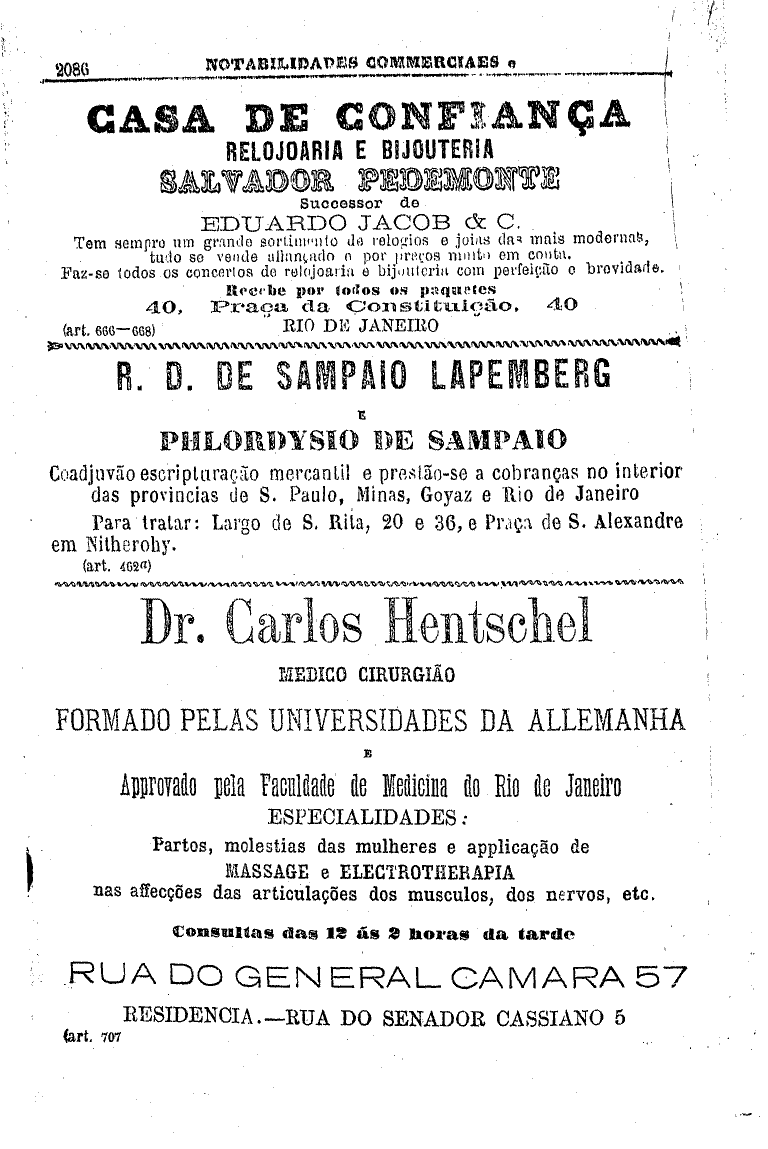 2086
NOTABILIDADES COMMERCIAES e
CASA DE CONFIANÇA
RELOJOARIA E BIJOUTERIA
SALVADOR PEDEMONTE
Successor de
EDUARDO JACOB & C.
Tem sempre um grande sortimento de relogios e joias das mais modernas,
tudo se vende afiançado e por preços muito em conta.
Faz-se todos os concertos de relojoaria e bijouteria com perfeição e brevidade.
Recebe por todos os paquetes
40, Praça da Constituição, 40
(art. 666—668)
RIO DE JANEIRO
R. D. DE SAMPAIO LAPEMBERG
E
PHLORDYSIO DE SAMPAIO
Coadjuvão escripturação mercantil e prestão-se a cobranças no interior
das provincias de S. Paulo, Minas, Goyaz e Rio de Janeiro
Para tratar: Largo de S. Rita, 20 e 36, e Praça de S. Alexandre
em Nitherohy.
(art. 462a)
Dr. Carlos Hentschel
MEDICO CIRURGIÃO
FORMADO PELAS UNIVERSIDADES DA ALLEMANHA
E
Approvado pela Faculdade de Medicina do Rio de Janeiro
ESPECIALIDADES:
Partos, molestias das mulheres e applicação de
MASSAGE e ELECTROTHERAPIA
nas affecções das articulações dos musculos, dos nervos, etc.
Consultas das 12 ás 2 horas da tarde
RUA DO GENERAL CAMARA 57
RESIDENCIA.—RUA DO SENADOR CASSIANO 5
(art. 707